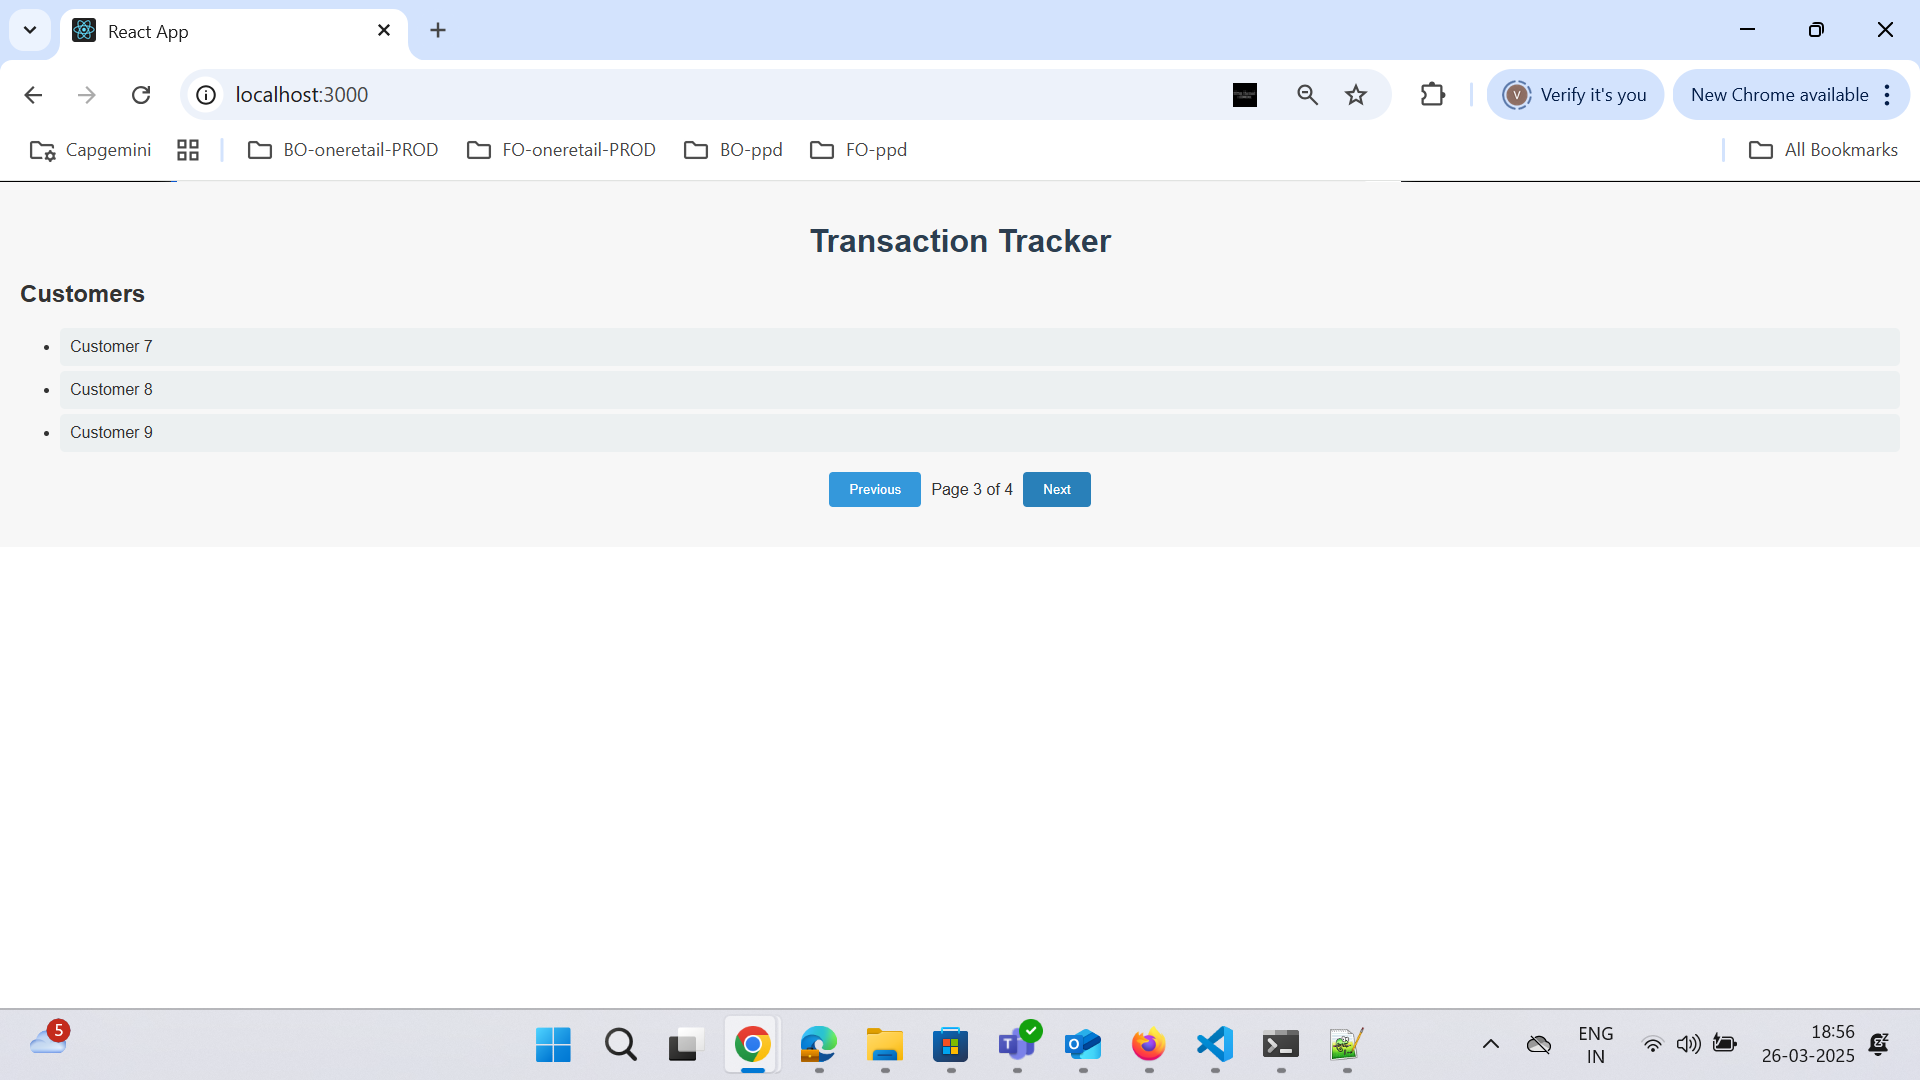 React App
localhost:3000
Verify it's you
New Chrome available
Capgemini
BO-oneretail-PROD
FO-oneretail-PROD
BO-ppd
FO-ppd
All Bookmarks
Transaction Tracker
Customers
Customer 7
Customer 8
Customer 9
Previous
Page 3 of 4
Next
5
ENG
IN
18:56
26-03-2025